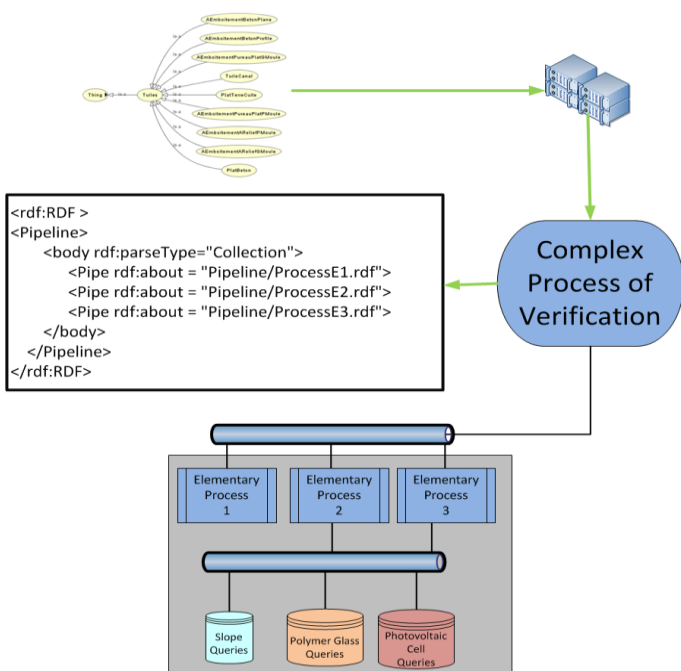 AEmboitementBetonPlane
AEmboitementBetonProfile
AEmboitementPureauPlatGMoule
TuileCanal
Thing
is-a
Tuiles
PlatTerreCuite
AEmboitementPureauPlatPMoule
AEmboitementAReliefPMoule
AEmboitementAReliefGMoule
PlatBeton
<rdf:RDF >
<Pipeline>
<body rdf:parseType="Collection">
<Pipe rdf:about = "Pipeline/ProcessE1.rdf">
<Pipe rdf:about = "Pipeline/ProcessE2.rdf">
<Pipe rdf:about = "Pipeline/ProcessE3.rdf">
</body>
</Pipeline>
</rdf:RDF>
Complex
Process of
Verification
Elementary
Process
1
Elementary
Process
2
Elementary
Process
3
Slope
Queries
Polymer Glass
Queries
Photovoltaic
Cell
Queries